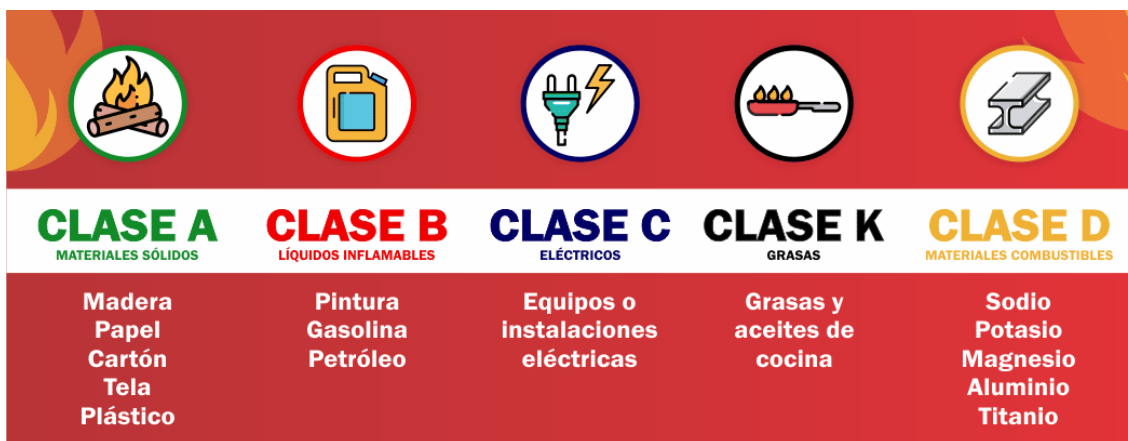 CLASE A
MATERIALES SÓLIDOS
Madera
Papel
Cartón
Tela
Plástico
CLASE B
LÍQUIDOS INFLAMABLES
Pintura
Gasolina
Petróleo
CLASE C
ELÉCTRICOS
Equipos o
instalaciones
eléctricas
CLASE K
GRASAS
Grasas y
aceites de
cocina
CLASE D
MATERIALES COMBUSTIBLES
Sodio
Potasio
Magnesio
Aluminio
Titanio